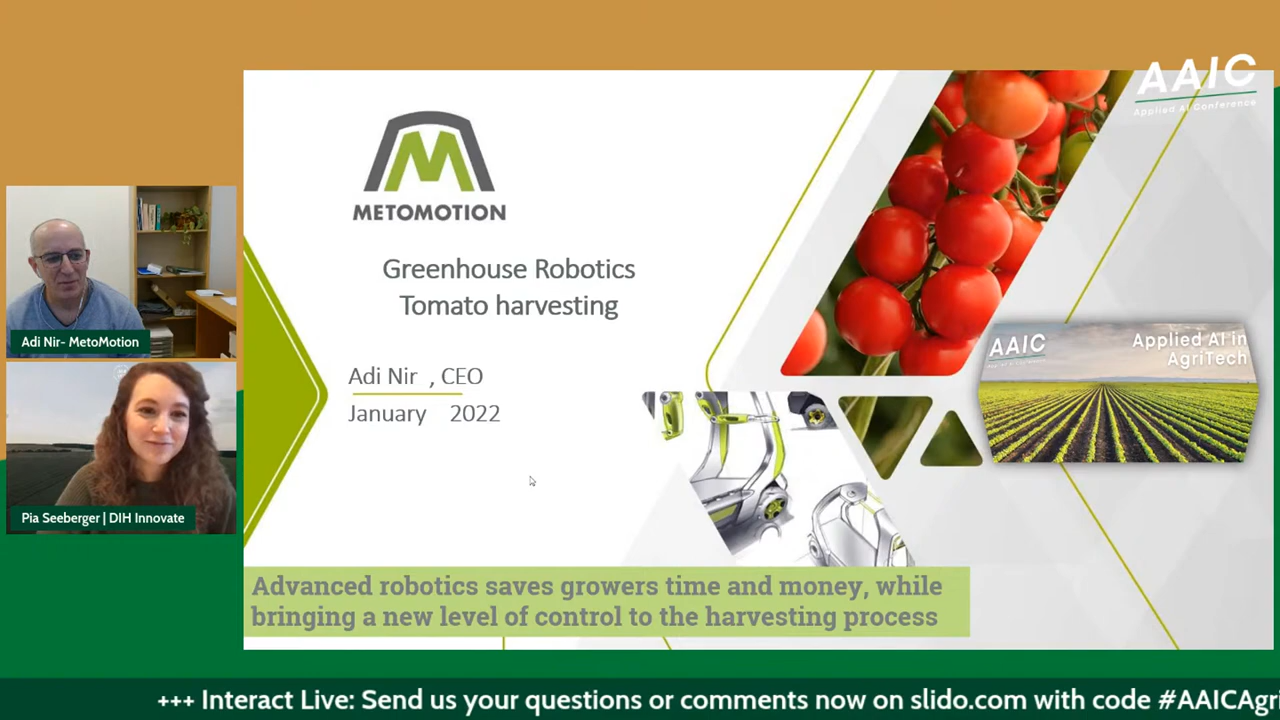 AAIC
Applied AI Conference
METOMOTION
Greenhouse Robotics
Tomato harvesting
Adi Nir , CEO
January 2022
AAIC
Applied AI in
AgriTech
Adi Nir- MetoMotion
Pia Seeberger | DIH Innovate
Advanced robotics saves growers time and money, while
bringing a new level of control to the harvesting process
+++ Interact Live: Send us your questions or comments now on slido.com with code #AAICAgri